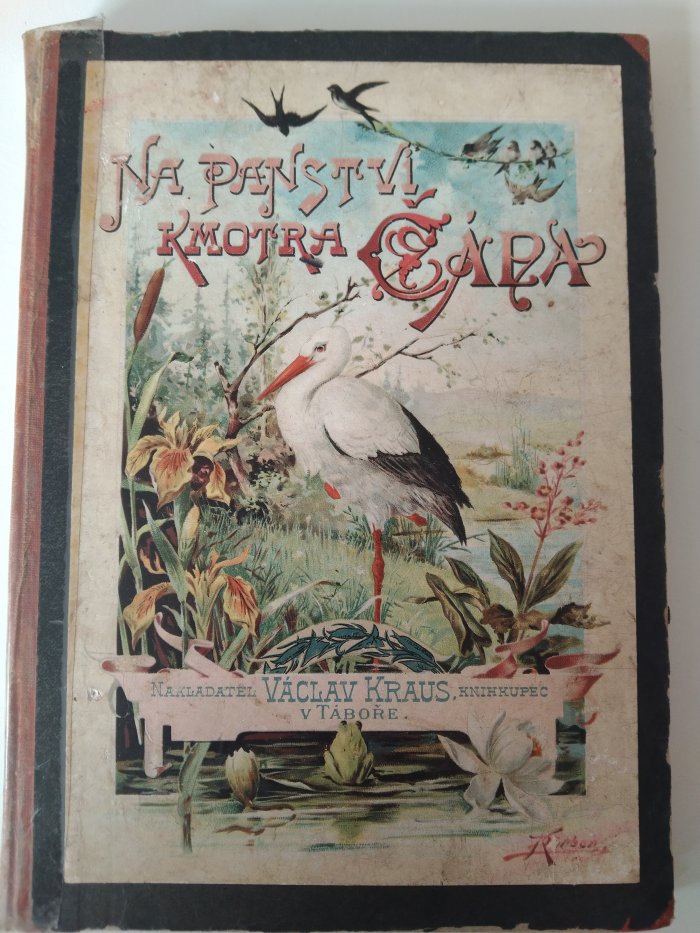 NA PANSTVÍ
KMOTRA ČÁPA
NAKLADATEL VÁCLAV KRAUS, KNIHKUPEC
V TÁBOŘE.